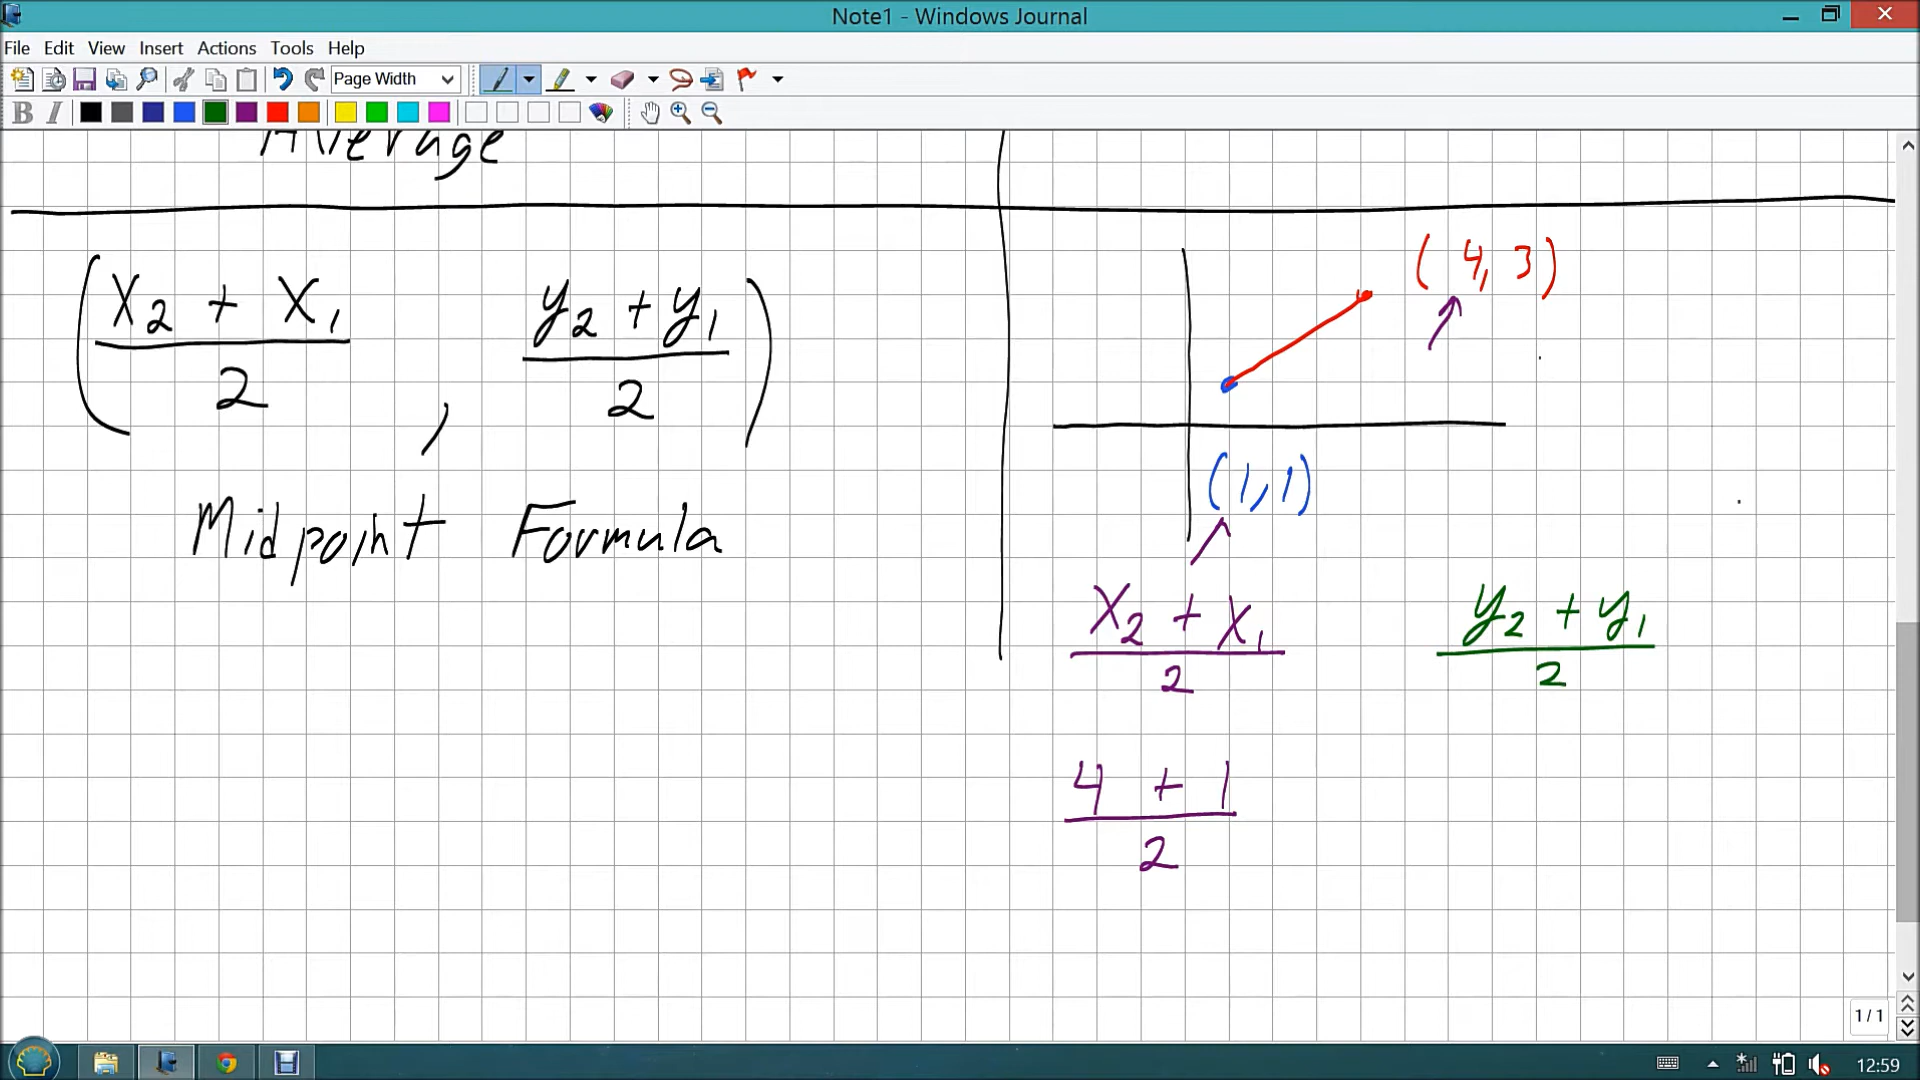 Note1 - Windows Journal
File Edit View Insert Actions Tools Help
Page Width
B I
Average
( x₂ + x₁ / 2 , y₂ + y₁ / 2 )
Midpoint Formula
(4, 3)
(1, 1)
x₂ + x₁ / 2
y₂ + y₁ / 2
4 + 1 / 2
1 / 1
12:59